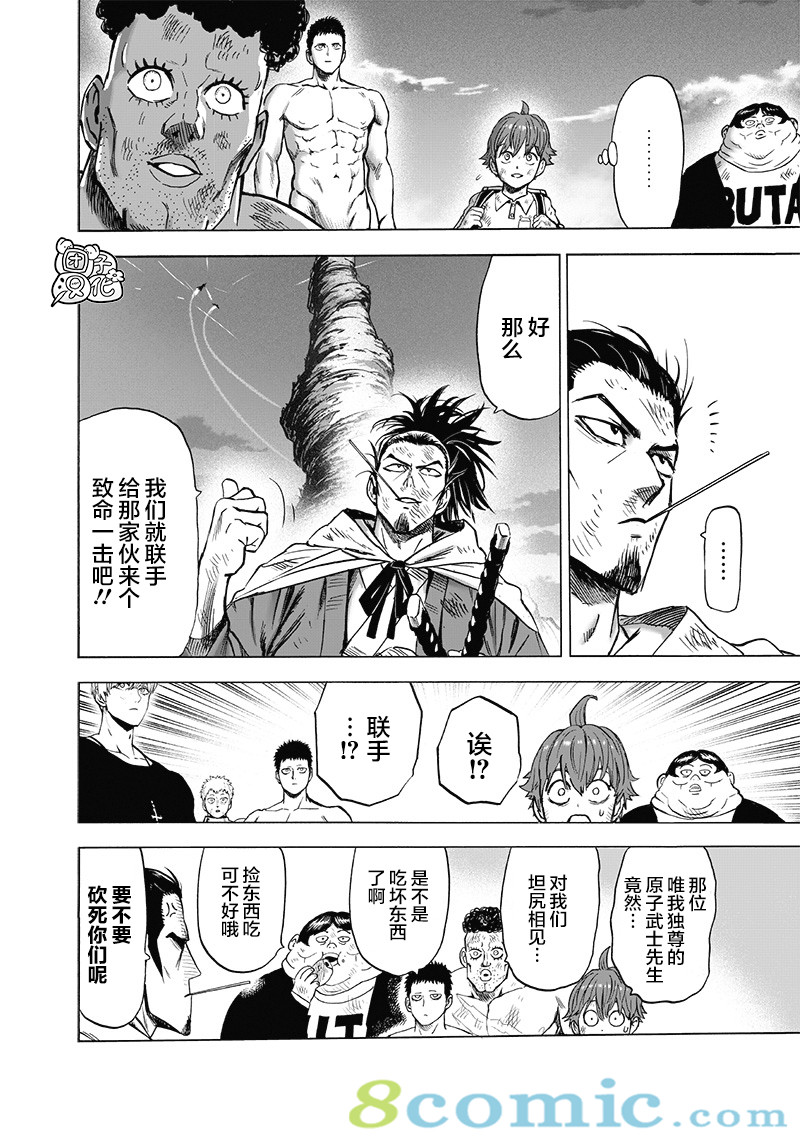 ……
BUTA
团子
汉化
好
那么
……
我们就联手
给那家伙来个
致命一击吧!!
诶!?
联手
…!?
那位
唯我独尊的
原子武士先生
竟然…
对我们
坦尻相见…
是不是
吃坏东西
了啊
捡东西吃
可不好哦
UT
要不要
砍死你们呢
8comic.com